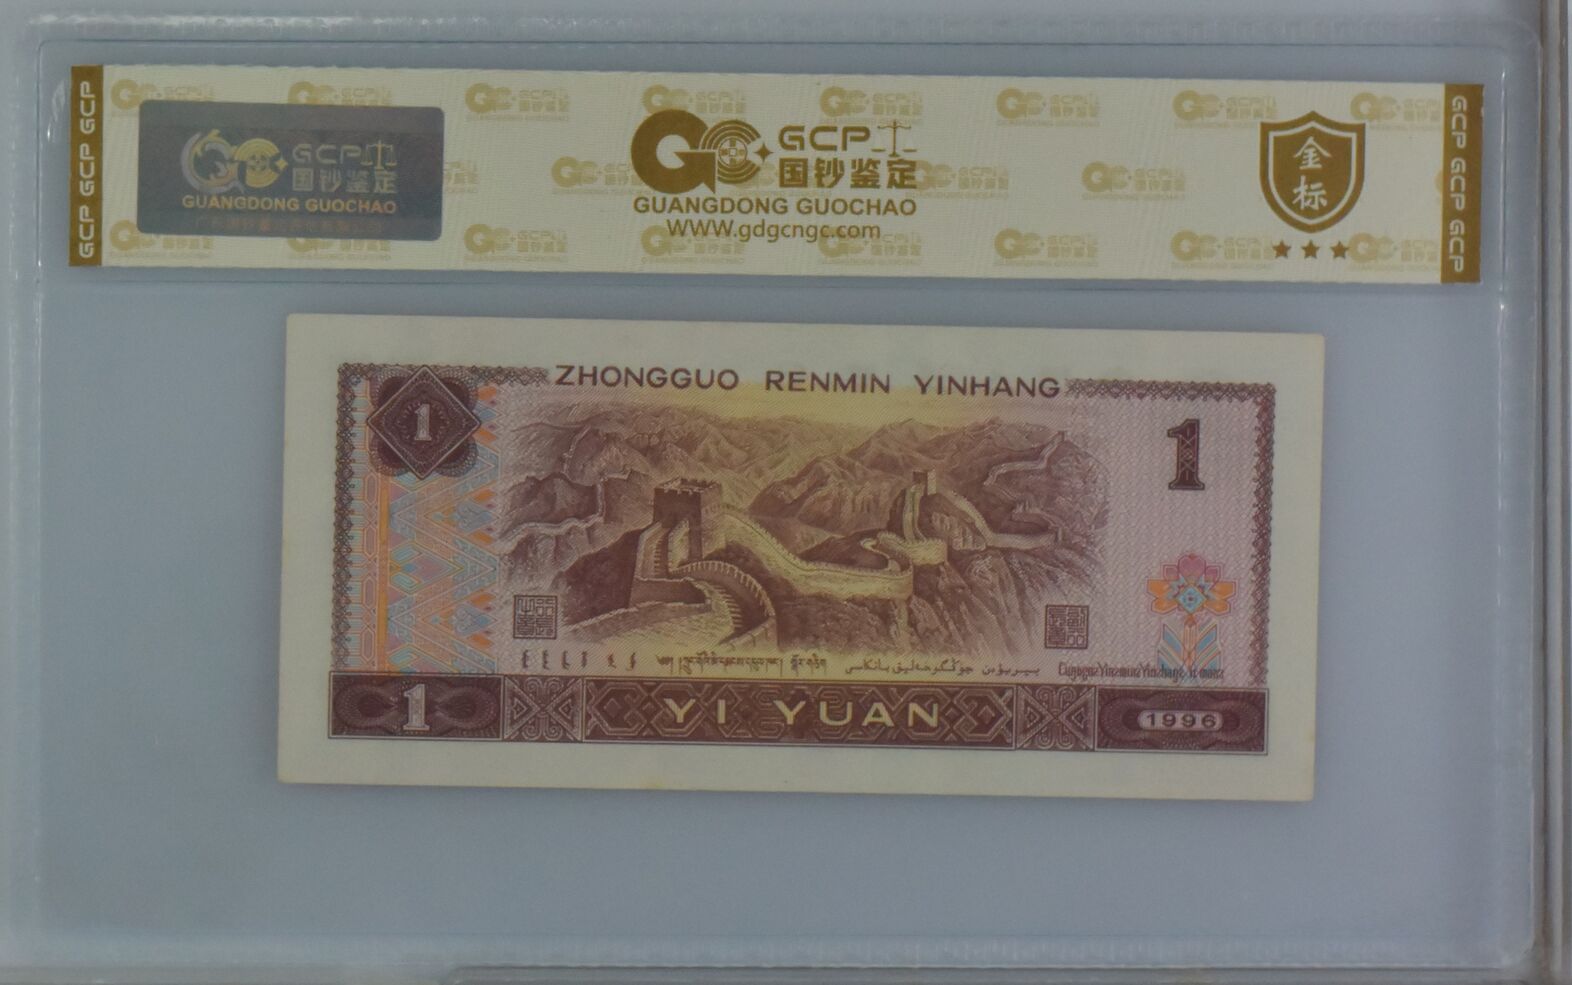 GCP GCP GCP
GCP 国钞鉴定
GUANGDONG GUOCHAO
GCP
国钞鉴定
GUANGDONG GUOCHAO
WWW.gdgcngc.com
金标
GCP GCP GCP
ZHONGGUO RENMIN YINHANG
1
1
1
YI YUAN
1996